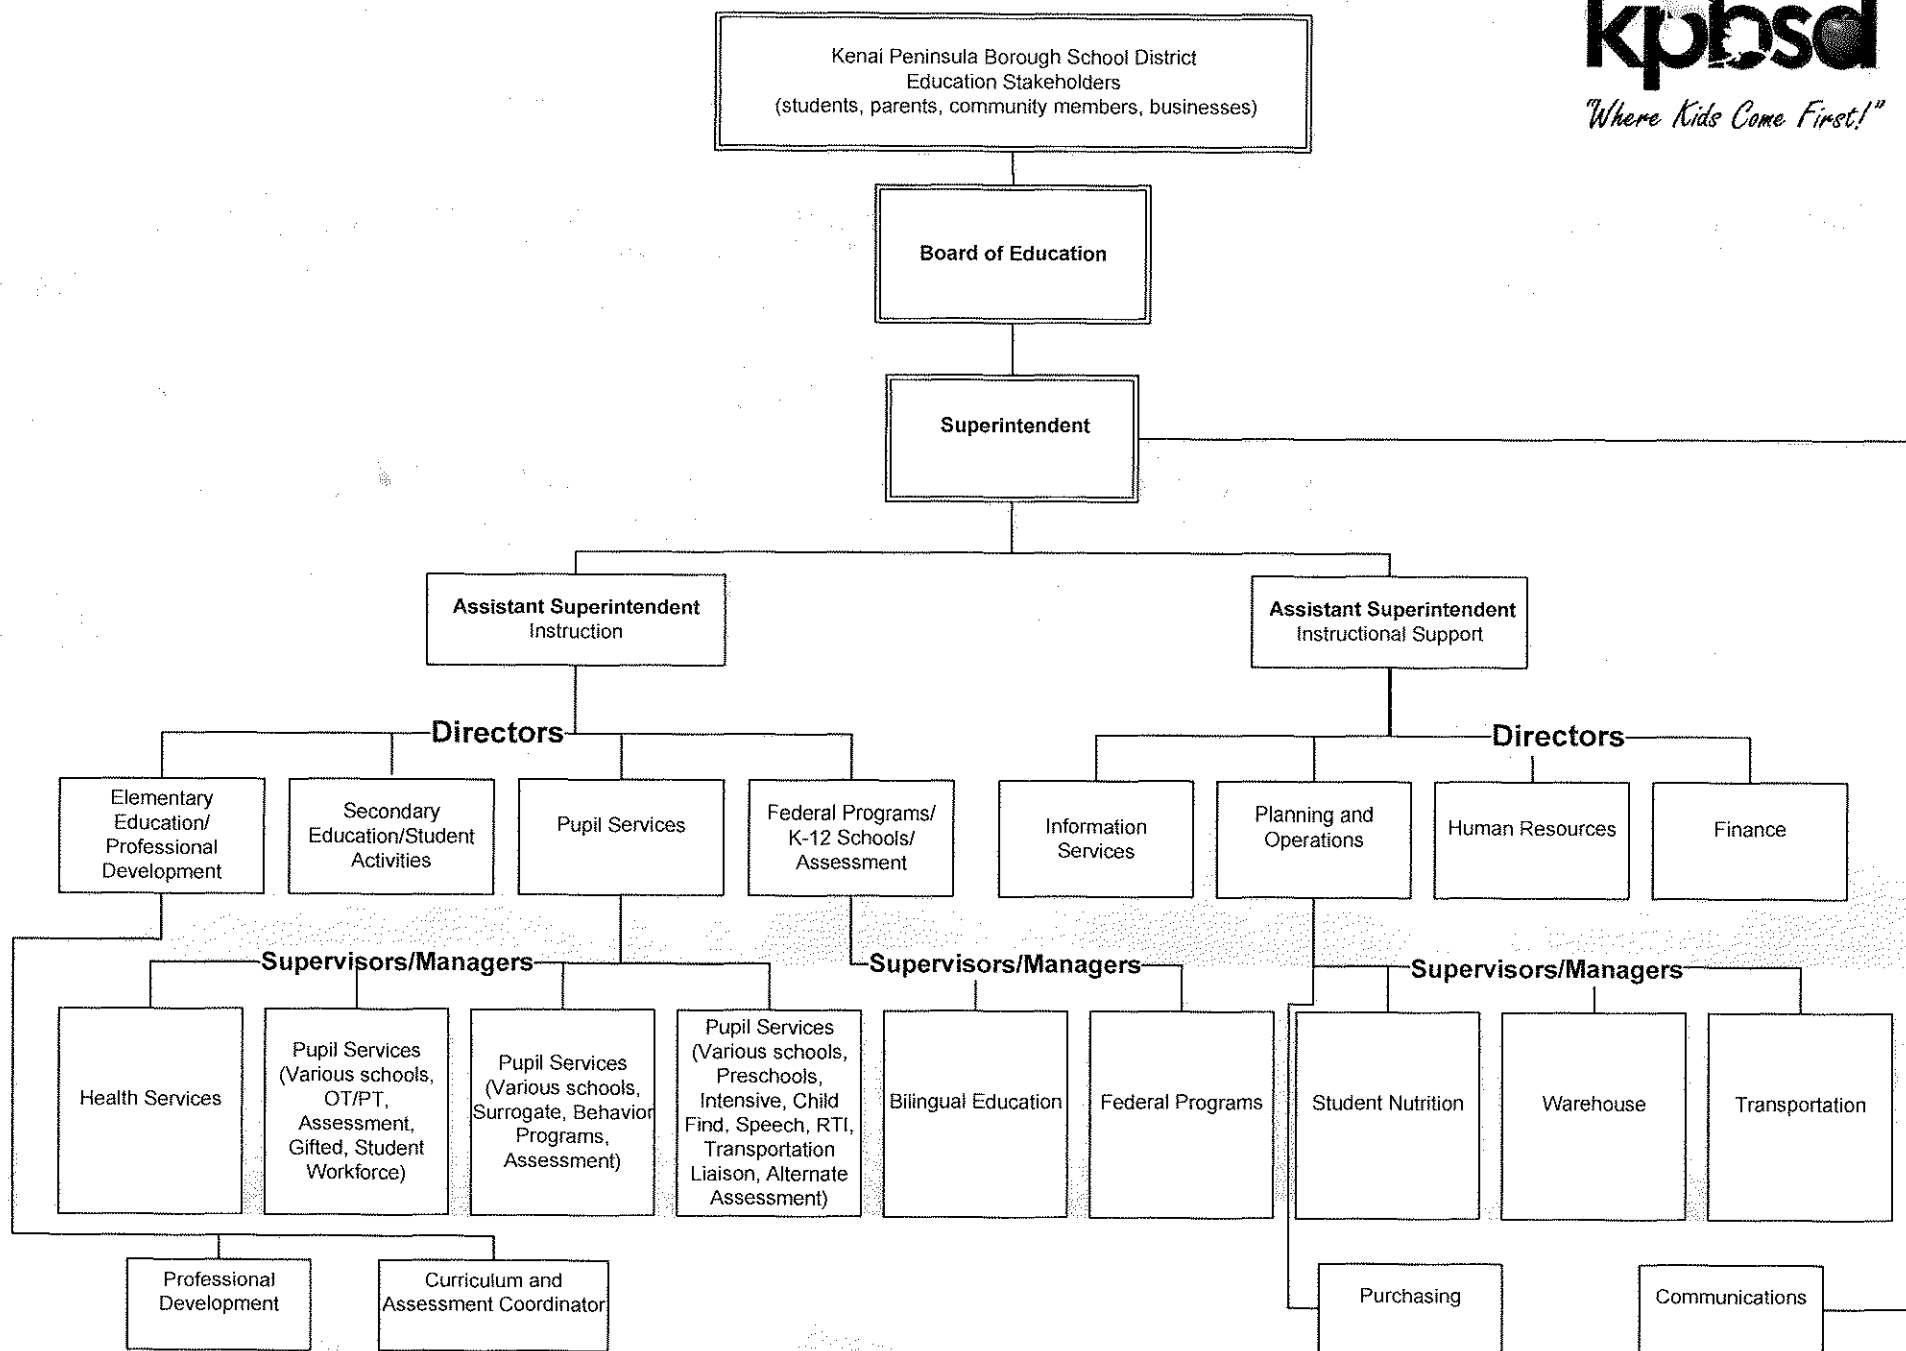 kpbsd
"Where Kids Come First!"
Kenai Peninsula Borough School District
Education Stakeholders
(students, parents, community members, businesses)
Board of Education
Superintendent
Assistant Superintendent
Instruction
Assistant Superintendent
Instructional Support
Directors
Directors
Elementary
Education/
Professional
Development
Secondary
Education/Student
Activities
Pupil Services
Federal Programs/
K-12 Schools/
Assessment
Information
Services
Planning and
Operations
Human Resources
Finance
Supervisors/Managers
Supervisors/Managers
Supervisors/Managers
Health Services
Pupil Services
(Various schools,
OT/PT,
Assessment,
Gifted, Student
Workforce)
Pupil Services
(Various schools,
Surrogate, Behavior
Programs,
Assessment)
Pupil Services
(Various schools,
Preschools,
Intensive, Child
Find, Speech, RTI,
Transportation
Liaison, Alternate
Assessment)
Bilingual Education
Federal Programs
Student Nutrition
Warehouse
Transportation
Professional
Development
Curriculum and
Assessment Coordinator
Purchasing
Communications